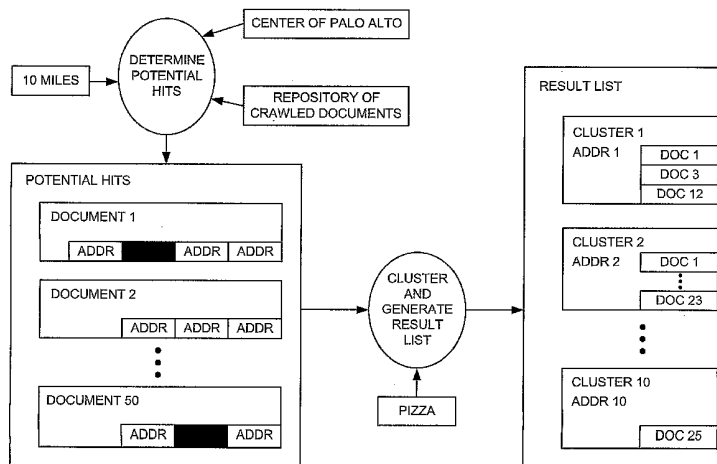 CENTER OF PALO ALTO
DETERMINE
POTENTIAL
HITS
10 MILES
REPOSITORY OF
CRAWLED DOCUMENTS
POTENTIAL HITS
DOCUMENT 1
ADDR ADDR ADDR
DOCUMENT 2
ADDR ADDR ADDR
DOCUMENT 50
ADDR ADDR
CLUSTER
AND
GENERATE
RESULT
LIST
PIZZA
RESULT LIST
CLUSTER 1
ADDR 1
DOC 1
DOC 3
DOC 12
CLUSTER 2
ADDR 2
DOC 1
DOC 23
CLUSTER 10
ADDR 10
DOC 25